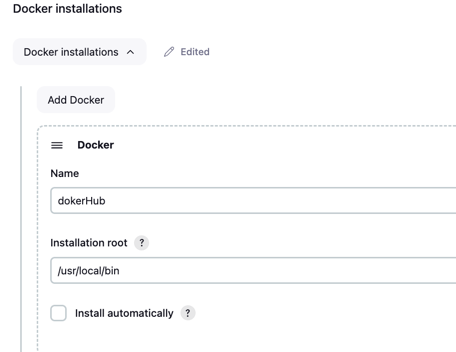 Docker installations
Docker installations
Edited
Add Docker
Docker
Name
dokerHub
Installation root ?
/usr/local/bin
Install automatically ?